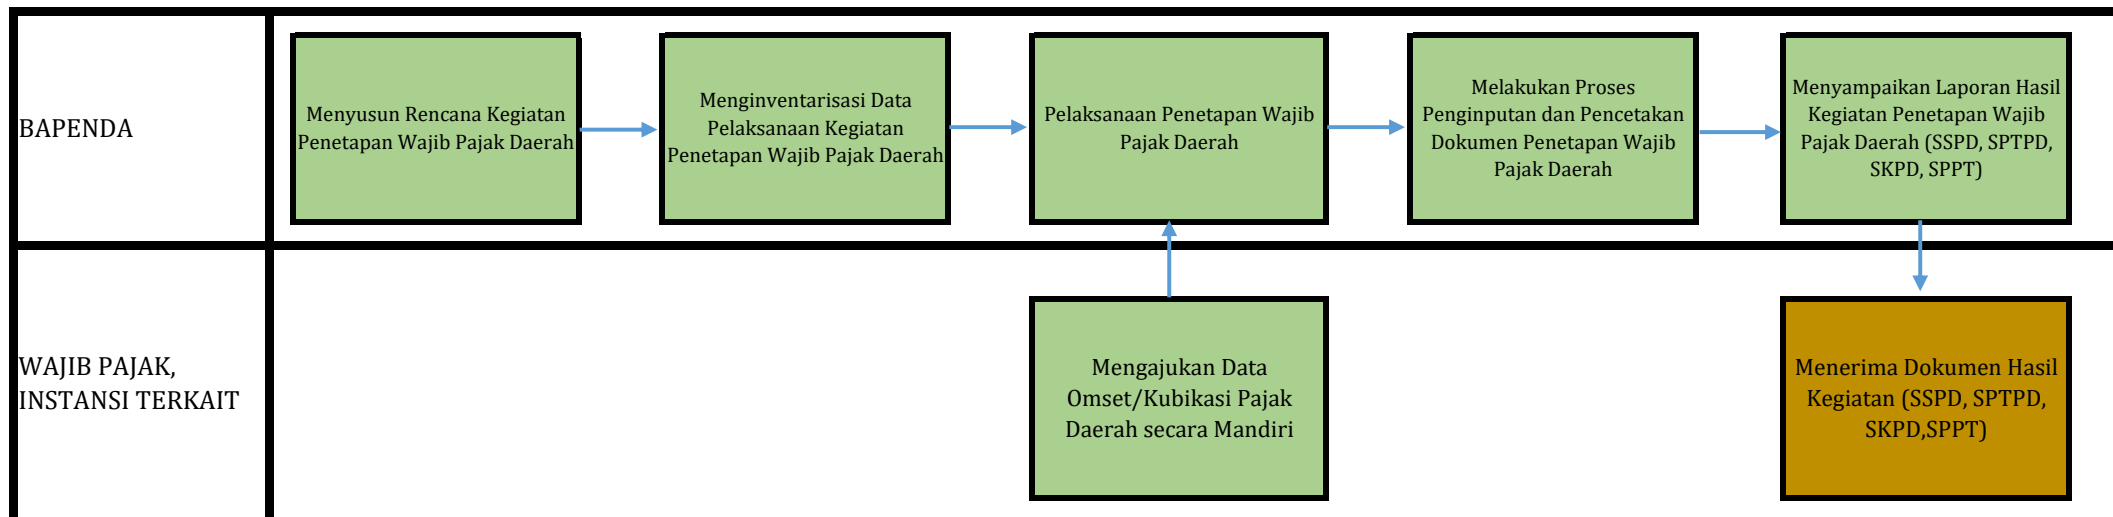 BAPENDA
Menyusun Rencana Kegiatan
Penetapan Wajib Pajak Daerah
Menginventarisasi Data
Pelaksanaan Kegiatan
Penetapan Wajib Pajak Daerah
Pelaksanaan Penetapan Wajib
Pajak Daerah
Melakukan Proses
Penginputan dan Pencetakan
Dokumen Penetapan Wajib
Pajak Daerah
Menyampaikan Laporan Hasil
Kegiatan Penetapan Wajib
Pajak Daerah (SSPD, SPTPD,
SKPD, SPPT)
WAJIB PAJAK,
INSTANSI TERKAIT
Mengajukan Data
Omset/Kubikasi Pajak
Daerah secara Mandiri
Menerima Dokumen Hasil
Kegiatan (SSPD, SPTPD,
SKPD,SPPT)